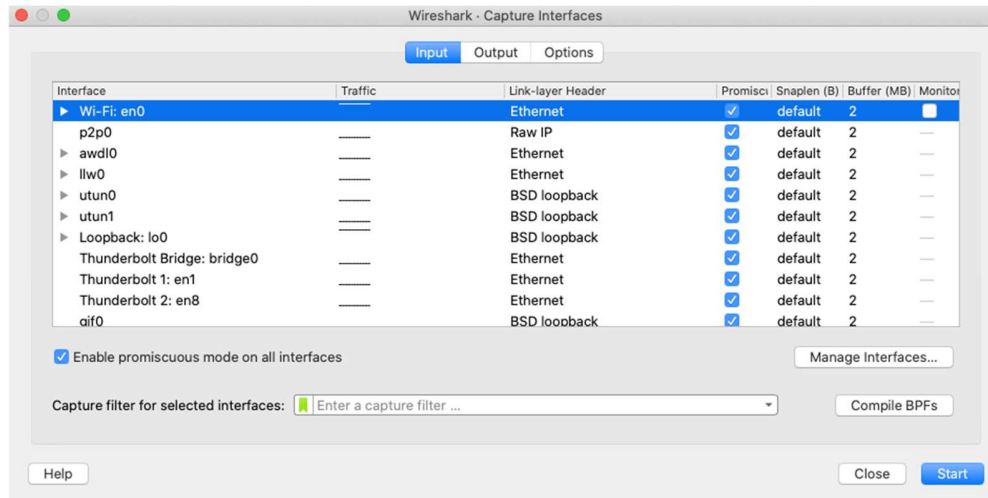 Wireshark · Capture Interfaces
Input Output Options
Interface Traffic Link-layer Header Promiscu Snaplen (B) Buffer (MB) Monitor
Wi-Fi: en0 Ethernet default 2
p2p0 Raw IP default 2
awdl0 Ethernet default 2
llw0 Ethernet default 2
utun0 BSD loopback default 2
utun1 BSD loopback default 2
Loopback: lo0 BSD loopback default 2
Thunderbolt Bridge: bridge0 Ethernet default 2
Thunderbolt 1: en1 Ethernet default 2
Thunderbolt 2: en8 Ethernet default 2
gif0 BSD loopback default 2
Enable promiscuous mode on all interfaces Manage Interfaces...
Capture filter for selected interfaces: Enter a capture filter ... Compile BPFs
Help Close Start